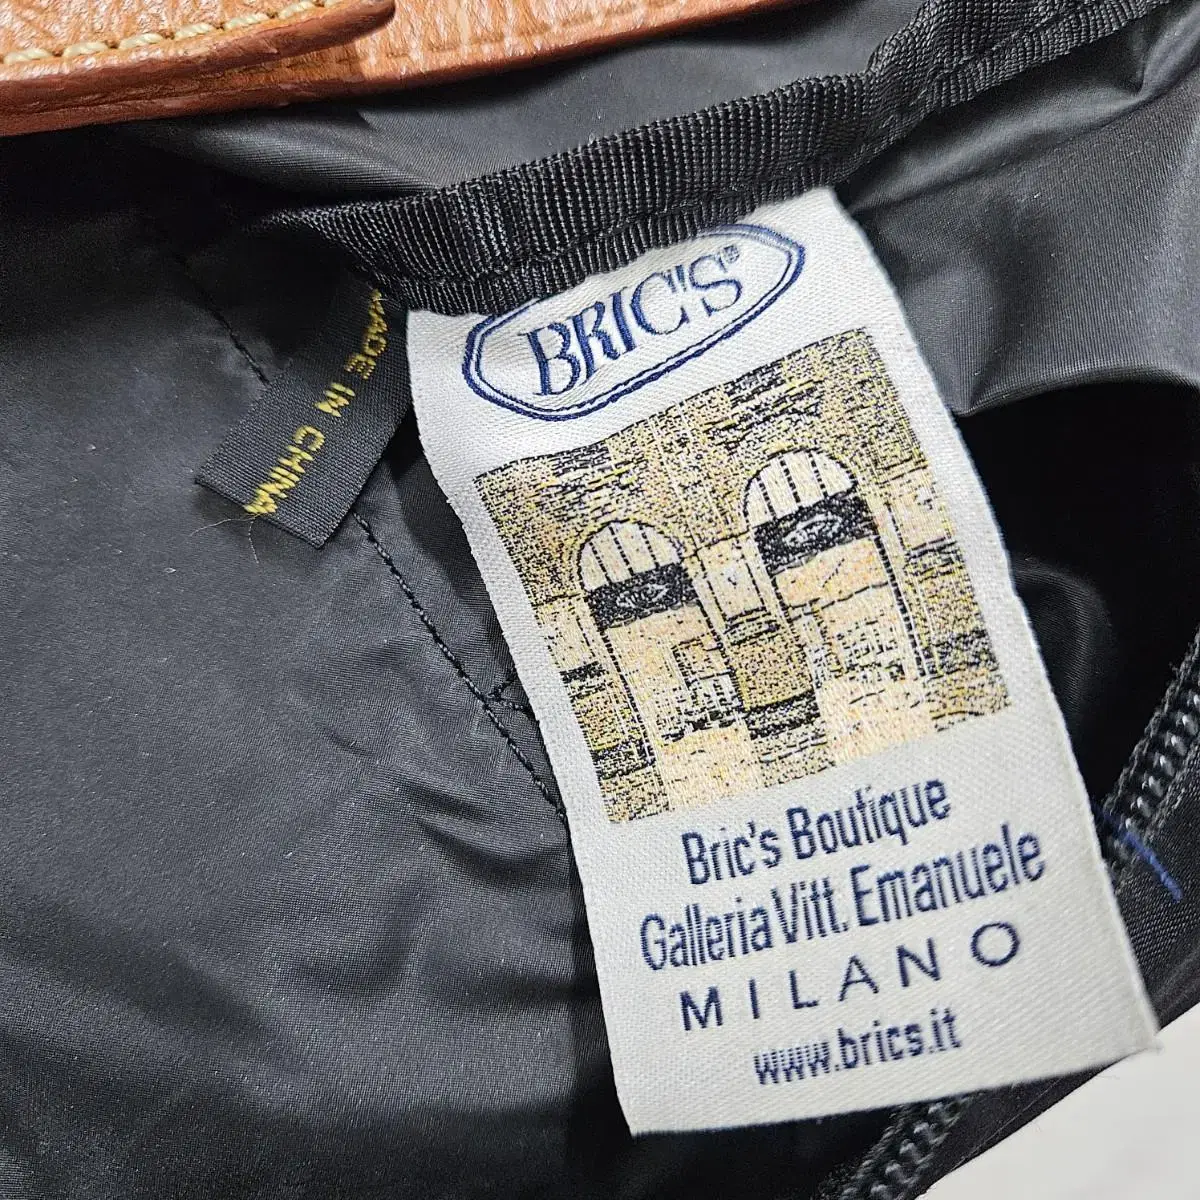 MADE IN
CHINA
BRIC'S®
Bric's Boutique
Galleria Vitt. Emanuele
MILANO
www.brics.it